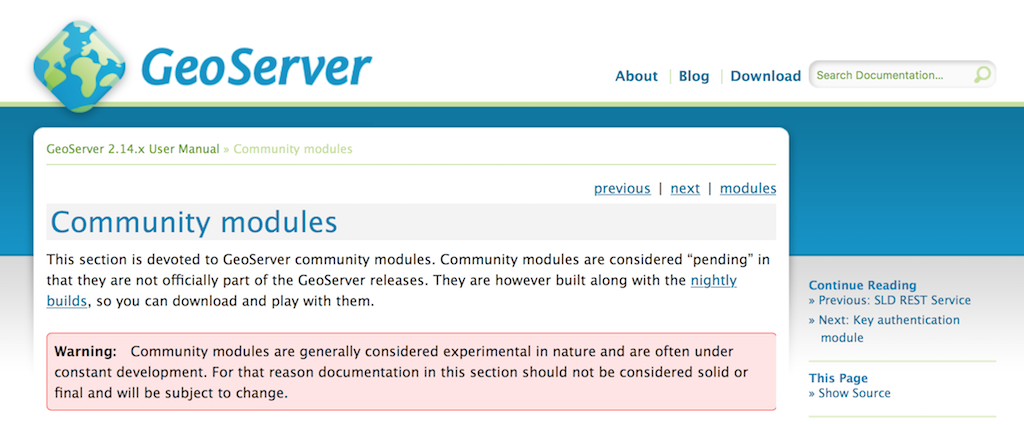 GeoServer
About | Blog | Download
Search Documentation...
GeoServer 2.14.x User Manual » Community modules
previous | next | modules
Community modules
This section is devoted to GeoServer community modules. Community modules are considered “pending” in
that they are not officially part of the GeoServer releases. They are however built along with the nightly
builds, so you can download and play with them.
Warning: Community modules are generally considered experimental in nature and are often under
constant development. For that reason documentation in this section should not be considered solid or
final and will be subject to change.
Continue Reading
» Previous: SLD REST Service
» Next: Key authentication
module
This Page
» Show Source